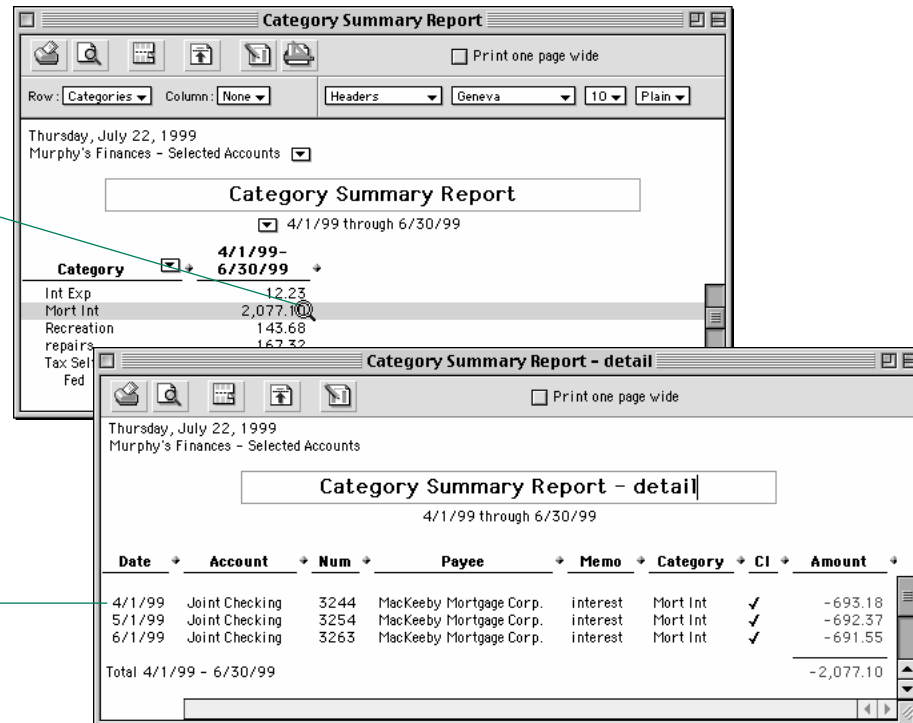 Category Summary Report
Print one page wide
Row: Categories Column: None Headers Geneva 10 Plain
Thursday, July 22, 1999
Murphy's Finances - Selected Accounts
Category Summary Report
4/1/99 through 6/30/99
Category 4/1/99-
6/30/99
Int Exp 12.23
Mort Int 2,077.10
Recreation 143.68
repairs 167.32
Tax Sel
Fed
Category Summary Report - detail
Print one page wide
Thursday, July 22, 1999
Murphy's Finances - Selected Accounts
Category Summary Report - detail
4/1/99 through 6/30/99
Date Account Num Payee Memo Category Cl Amount
4/1/99 Joint Checking 3244 MacKeeby Mortgage Corp. interest Mort Int ✓ -693.18
5/1/99 Joint Checking 3254 MacKeeby Mortgage Corp. interest Mort Int ✓ -692.37
6/1/99 Joint Checking 3263 MacKeeby Mortgage Corp. interest Mort Int ✓ -691.55
Total 4/1/99 - 6/30/99 -2,077.10